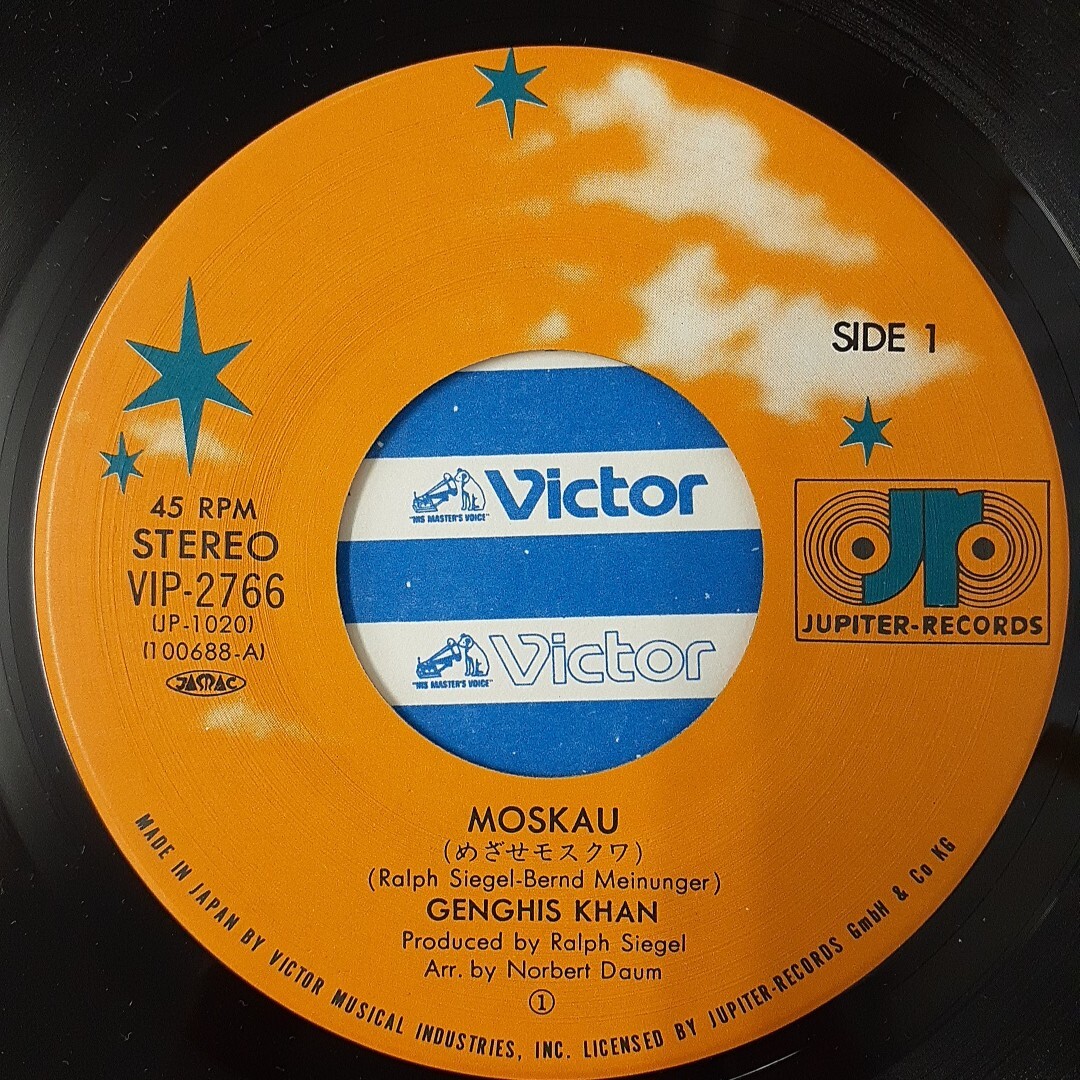 SIDE 1
45 RPM
STEREO
VIP-2766
(JP-1020)
(100688-A)
JASRAC
"HIS MASTER'S VOICE" Victor
"HIS MASTER'S VOICE" Victor
jr
JUPITER-RECORDS
MOSKAU
(めざせモスクワ)
(Ralph Siegel-Bernd Meinunger)
GENGHIS KHAN
Produced by Ralph Siegel
Arr. by Norbert Daum
①
MADE IN JAPAN BY VICTOR MUSICAL INDUSTRIES, INC. LICENSED BY JUPITER-RECORDS GmbH & Co KG